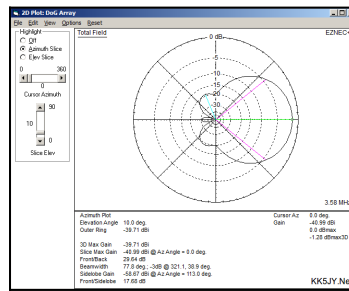 2D Plot: DoG Array
File Edit View Options Reset
Highlight
Off
Azimuth Slice
Elev Slice
0 360
0
Cursor Azimuth
90
10
0
Slice Elev
Total Field
EZNEC+
0 dB
-5
-10
-15
-20
-30
3.58 MHz
Azimuth Plot
Elevation Angle 10.0 deg.
Outer Ring -39.71 dBi
3D Max Gain -39.71 dBi
Slice Max Gain -40.99 dBi @ Az Angle = 0.0 deg.
Front/Back 29.64 dB
Beamwidth 77.8 deg.; -3dB @ 321.1, 38.9 deg.
Sidelobe Gain -58.67 dBi @ Az Angle = 113.0 deg.
Front/Sidelobe 17.68 dB
Cursor Az 0.0 deg.
Gain -40.99 dBi
0.0 dBmax
-1.28 dBmax3D
KK5JY.Net